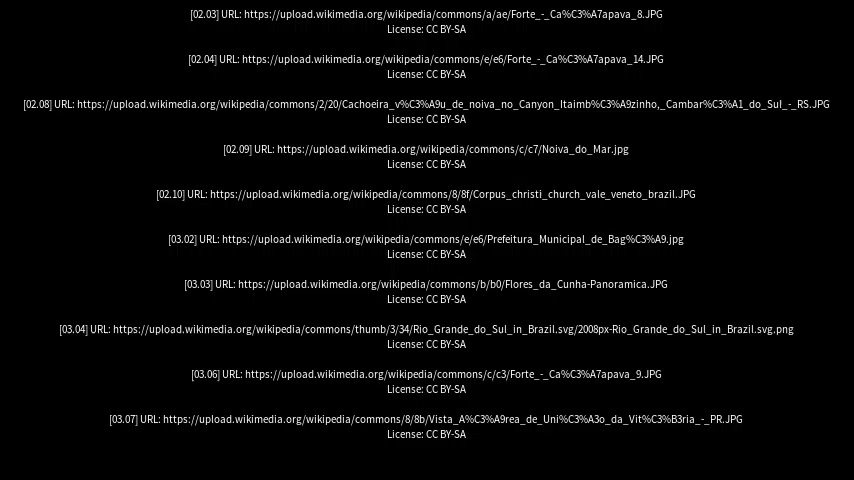 [02.03] URL: https://upload.wikimedia.org/wikipedia/commons/a/ae/Forte_-_Ca%C3%A7apava_8.JPG
License: CC BY-SA
[02.04] URL: https://upload.wikimedia.org/wikipedia/commons/e/e6/Forte_-_Ca%C3%A7apava_14.JPG
License: CC BY-SA
[02.08] URL: https://upload.wikimedia.org/wikipedia/commons/2/20/Cachoeira_v%C3%A9u_de_noiva_no_Canyon_Itaimb%C3%A9zinho,_Cambar%C3%A1_do_Sul_-_RS.JPG
License: CC BY-SA
[02.09] URL: https://upload.wikimedia.org/wikipedia/commons/c/c7/Noiva_do_Mar.jpg
License: CC BY-SA
[02.10] URL: https://upload.wikimedia.org/wikipedia/commons/8/8f/Corpus_christi_church_vale_veneto_brazil.JPG
License: CC BY-SA
[03.02] URL: https://upload.wikimedia.org/wikipedia/commons/e/e6/Prefeitura_Municipal_de_Bag%C3%A9.jpg
License: CC BY-SA
[03.03] URL: https://upload.wikimedia.org/wikipedia/commons/b/b0/Flores_da_Cunha-Panoramica.JPG
License: CC BY-SA
[03.04] URL: https://upload.wikimedia.org/wikipedia/commons/thumb/3/34/Rio_Grande_do_Sul_in_Brazil.svg/2008px-Rio_Grande_do_Sul_in_Brazil.svg.png
License: CC BY-SA
[03.06] URL: https://upload.wikimedia.org/wikipedia/commons/c/c3/Forte_-_Ca%C3%A7apava_9.JPG
License: CC BY-SA
[03.07] URL: https://upload.wikimedia.org/wikipedia/commons/8/8b/Vista_A%C3%A9rea_de_Uni%C3%A3o_da_Vit%C3%B3ria_-_PR.JPG
License: CC BY-SA